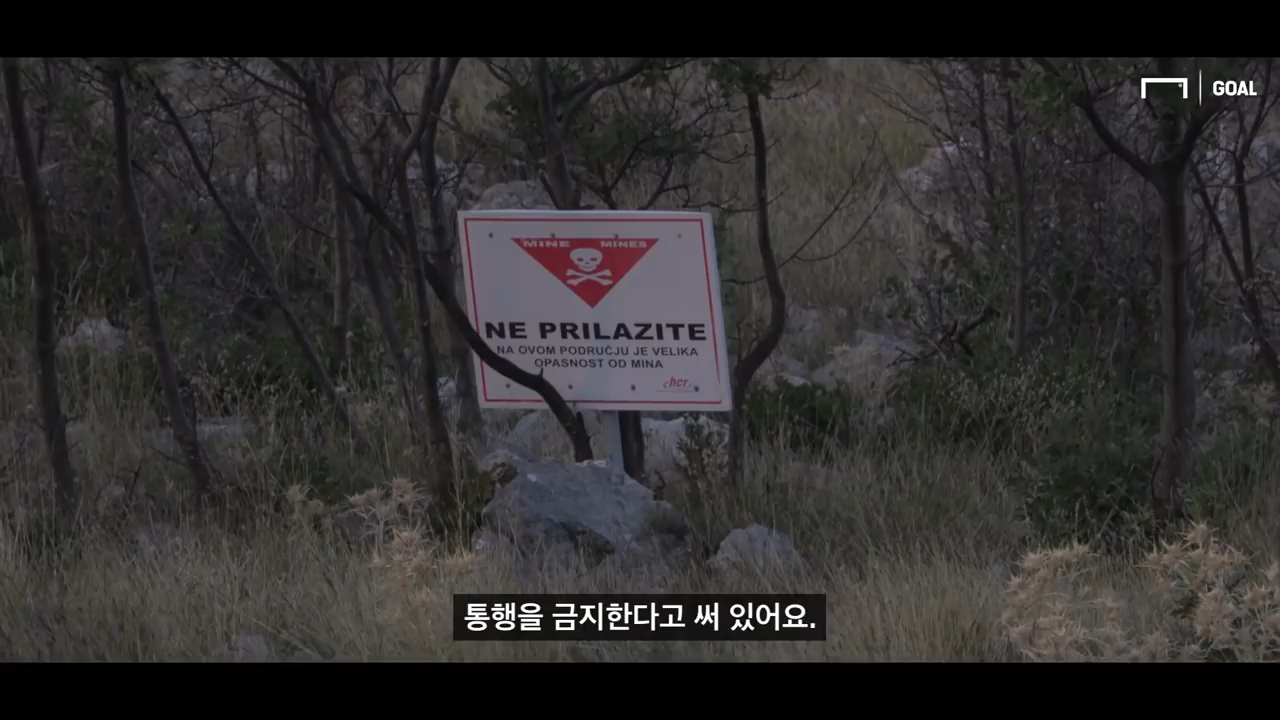 GOAL
MINE MINES
NE PRILAZITE
NA OVOM PODRUČJU JE VELIKA
OPASNOST OD MINA
hcr
통행을 금지한다고 써 있어요.